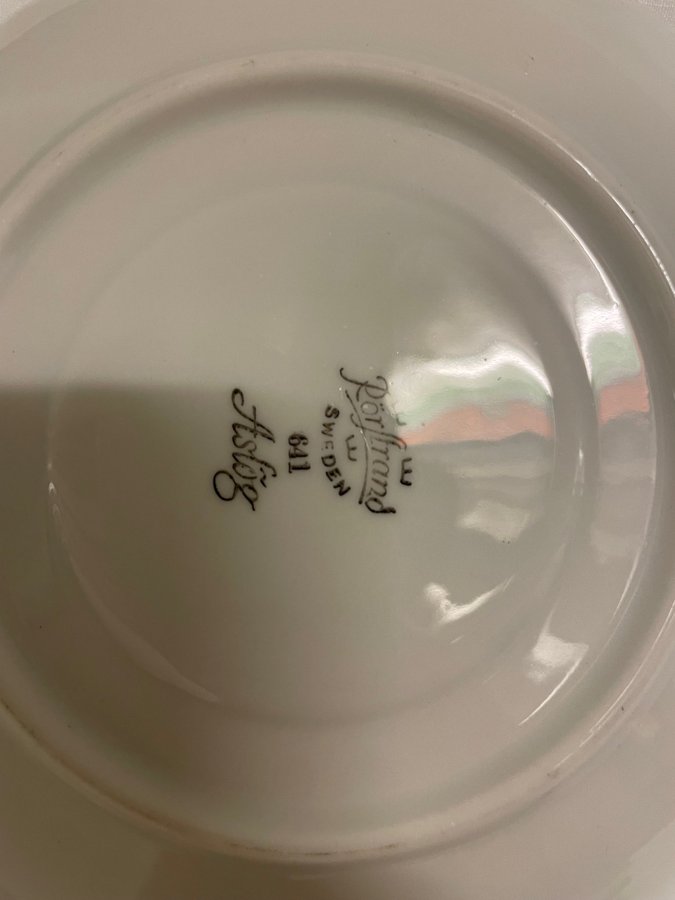 Rörstrand
SWEDEN
641
Aslög